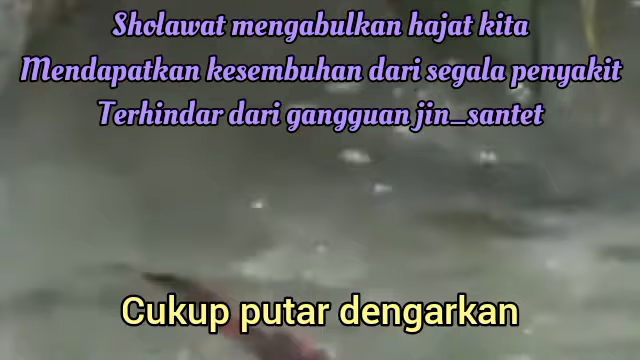 Sholawat mengabulkan hajat kita
Mendapatkan kesembuhan dari segala penyakit
Terhindar dari gangguan jin_santet
Cukup putar dengarkan